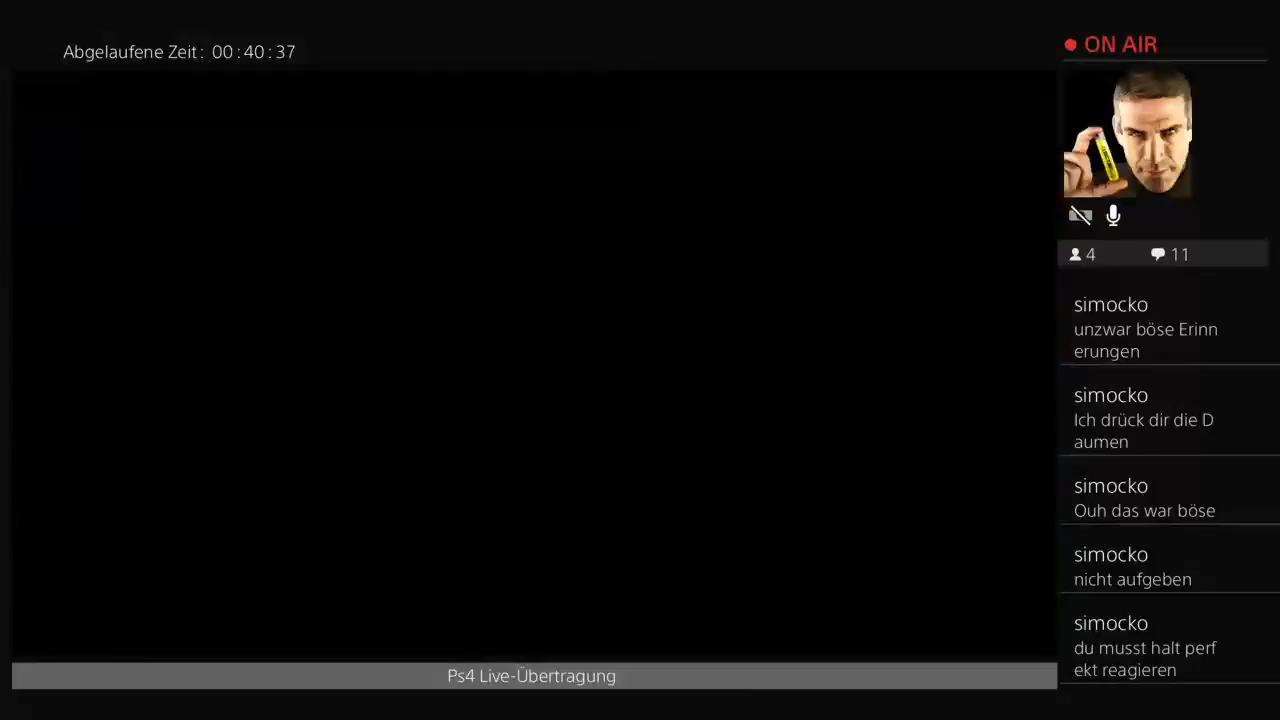 Abgelaufene Zeit: 00:40:37
ON AIR
4 11
simocko
unzwar böse Erinn
erungen
simocko
Ich drück dir die D
aumen
simocko
Ouh das war böse
simocko
nicht aufgeben
simocko
du musst halt perf
ekt reagieren
Ps4 Live-Übertragung